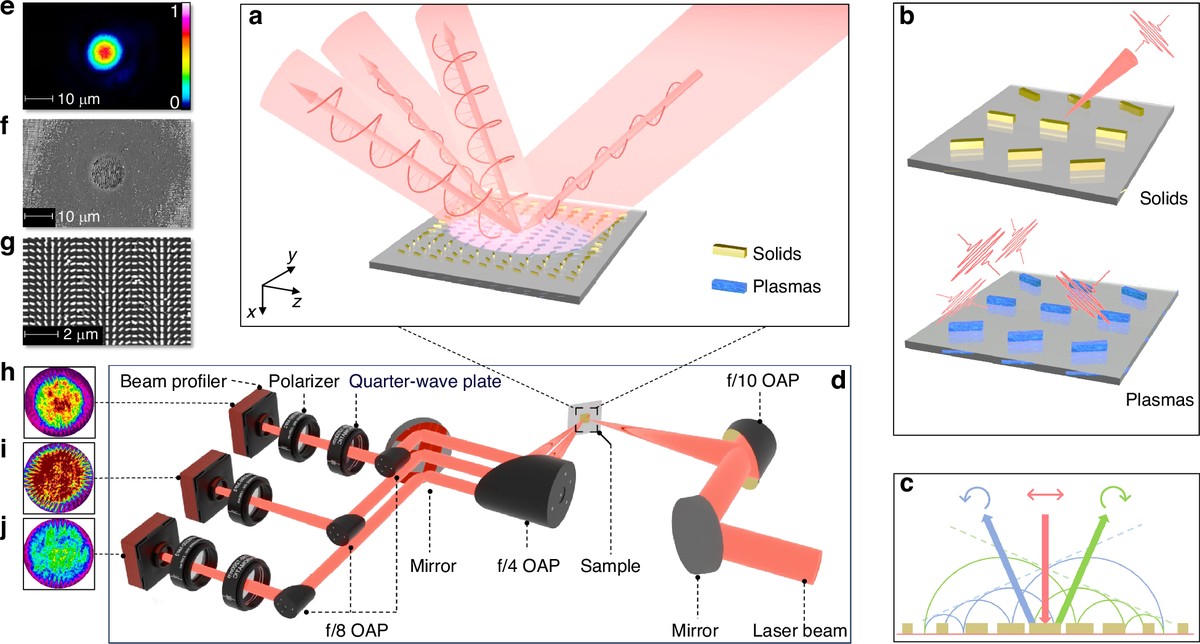 e
1
10 μm
0
f
10 μm
g
2 μm
a
Solids
Plasmas
y
z
x
b
Solids
Plasmas
h
i
j
d
Beam profiler
Polarizer
Quarter-wave plate
f/10 OAP
Mirror
f/4 OAP
Sample
f/8 OAP
Mirror
Laser beam
c